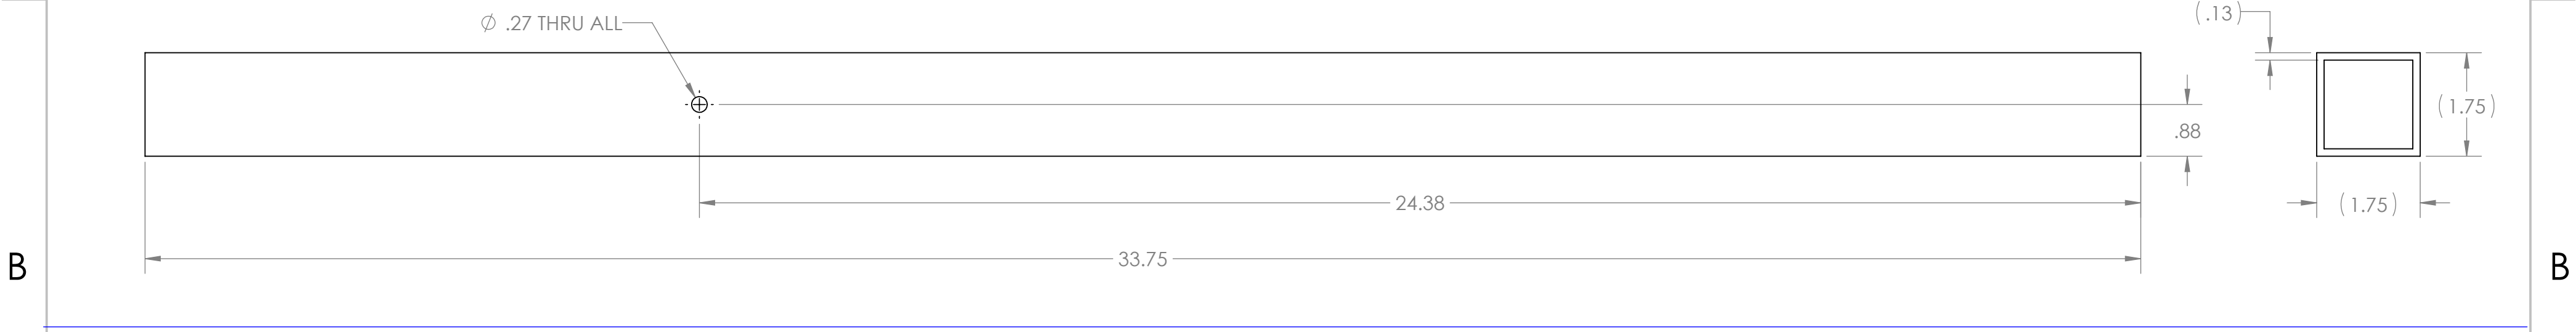 ⌀ .27 THRU ALL
(.13)
(1.75)
.88
24.38
(1.75)
33.75
B
B